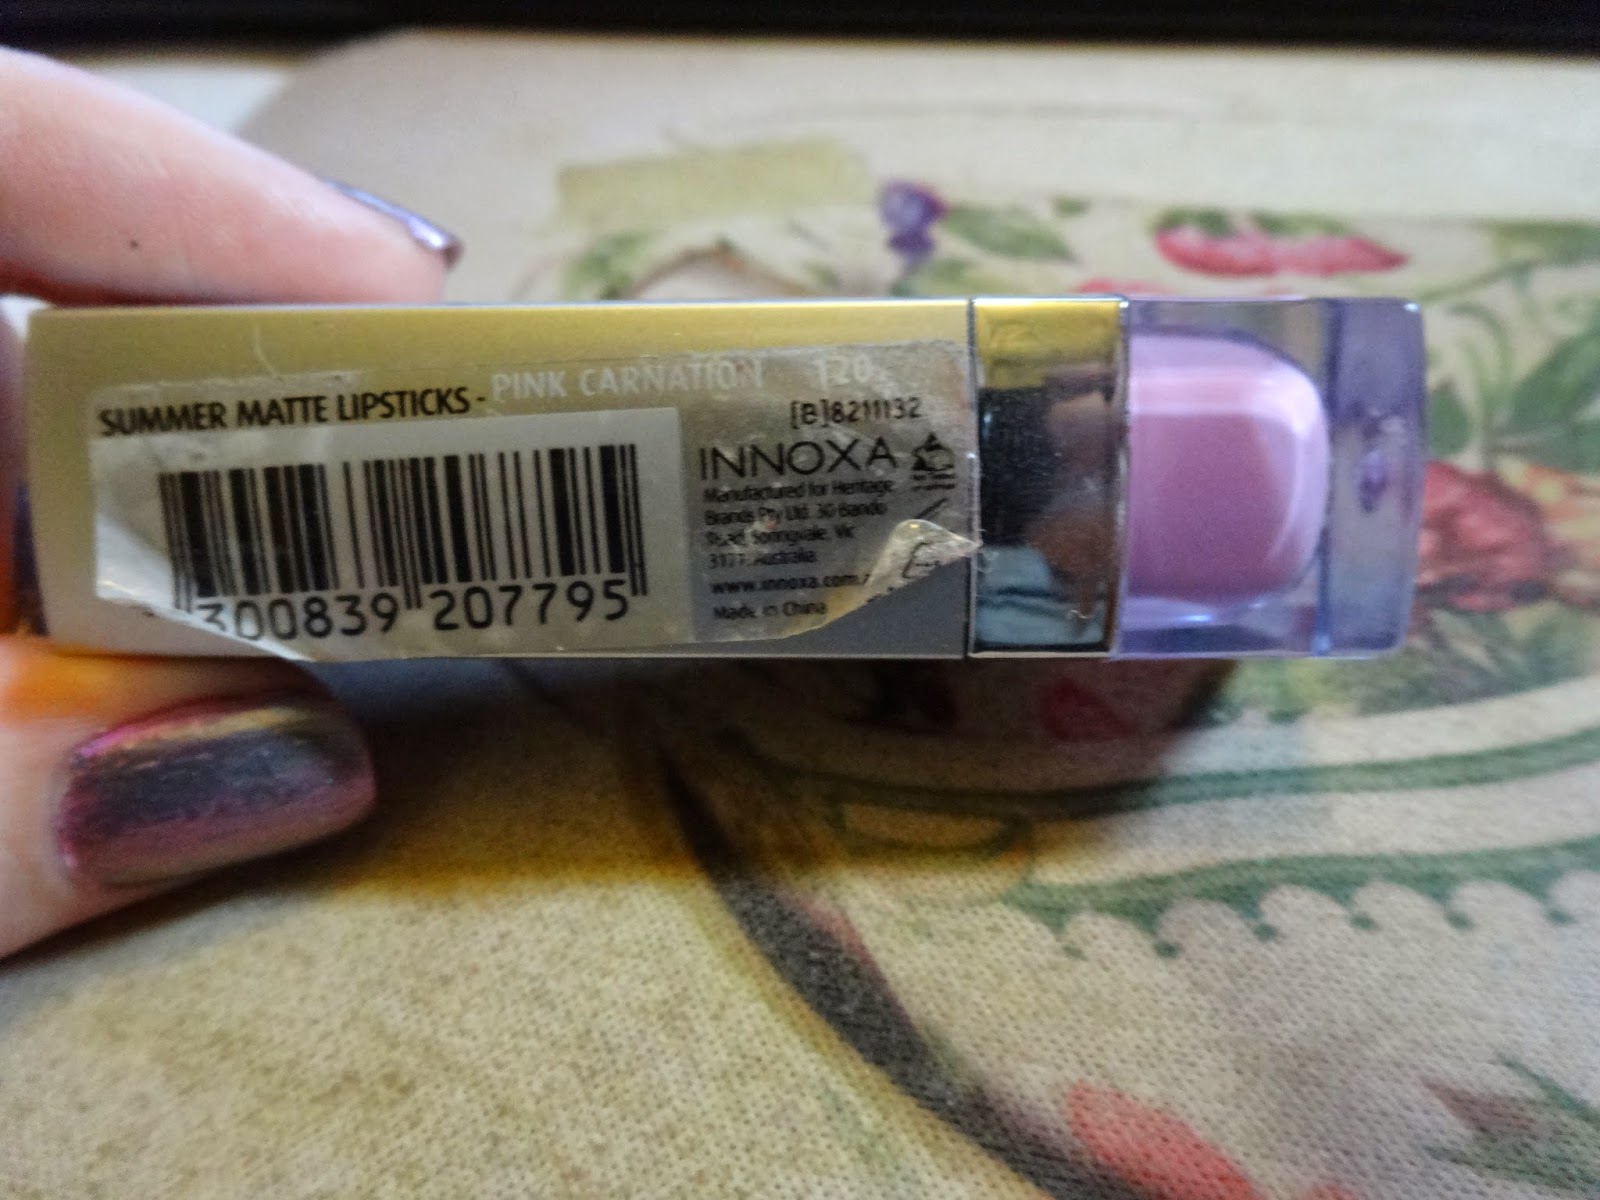 SUMMER MATTE LIPSTICKS - PINK CARNATION 120
[B]8211132
INNOXA
Manufactured for Heritage
Brands Pty Ltd. 30 Bando
Road, Springvale, Vic
3171, Australia
www.innoxa.com.
Made in China
300839 207795